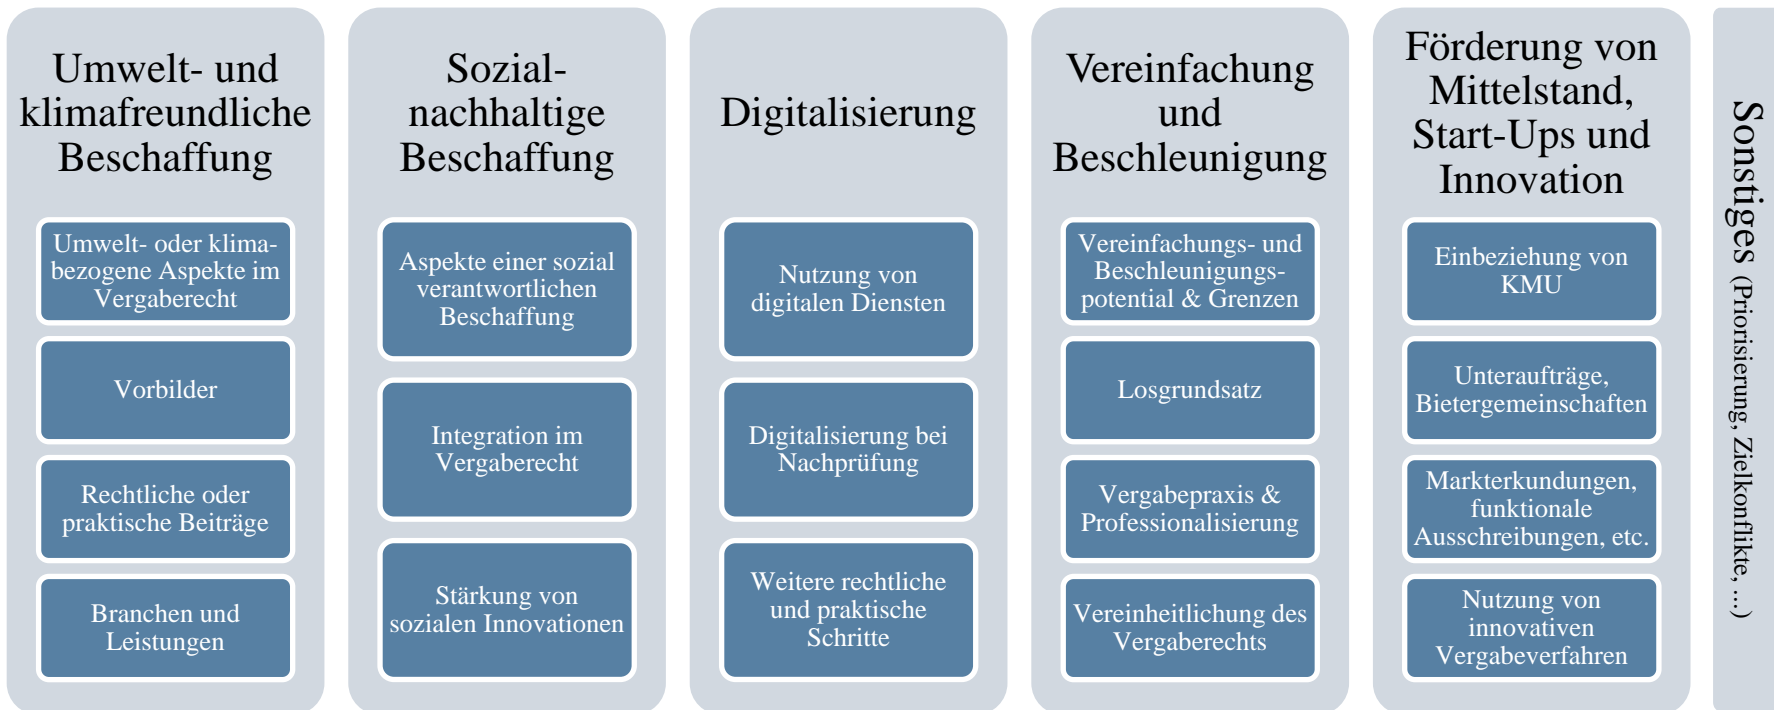 Umwelt- und
klimafreundliche
Beschaffung
Umwelt- oder klima-
bezogene Aspekte im
Vergaberecht
Vorbilder
Rechtliche oder
praktische Beiträge
Branchen und
Leistungen
Sozial-
nachhaltige
Beschaffung
Aspekte einer sozial
verantwortlichen
Beschaffung
Integration im
Vergaberecht
Stärkung von
sozialen Innovationen
Digitalisierung
Nutzung von
digitalen Diensten
Digitalisierung bei
Nachprüfung
Weitere rechtliche
und praktische
Schritte
Vereinfachung
und
Beschleunigung
Vereinfachungs- und
Beschleunigungs-
potential & Grenzen
Losgrundsatz
Vergabepraxis &
Professionalisierung
Vereinheitlichung des
Vergaberechts
Förderung von
Mittelstand,
Start-Ups und
Innovation
Einbeziehung von
KMU
Unteraufträge,
Bietergemeinschaften
Markterkundungen,
funktionale
Ausschreibungen, etc.
Nutzung von
innovativen
Vergabeverfahren
Sonstiges (Priorisierung, Zielkonflikte, ...)